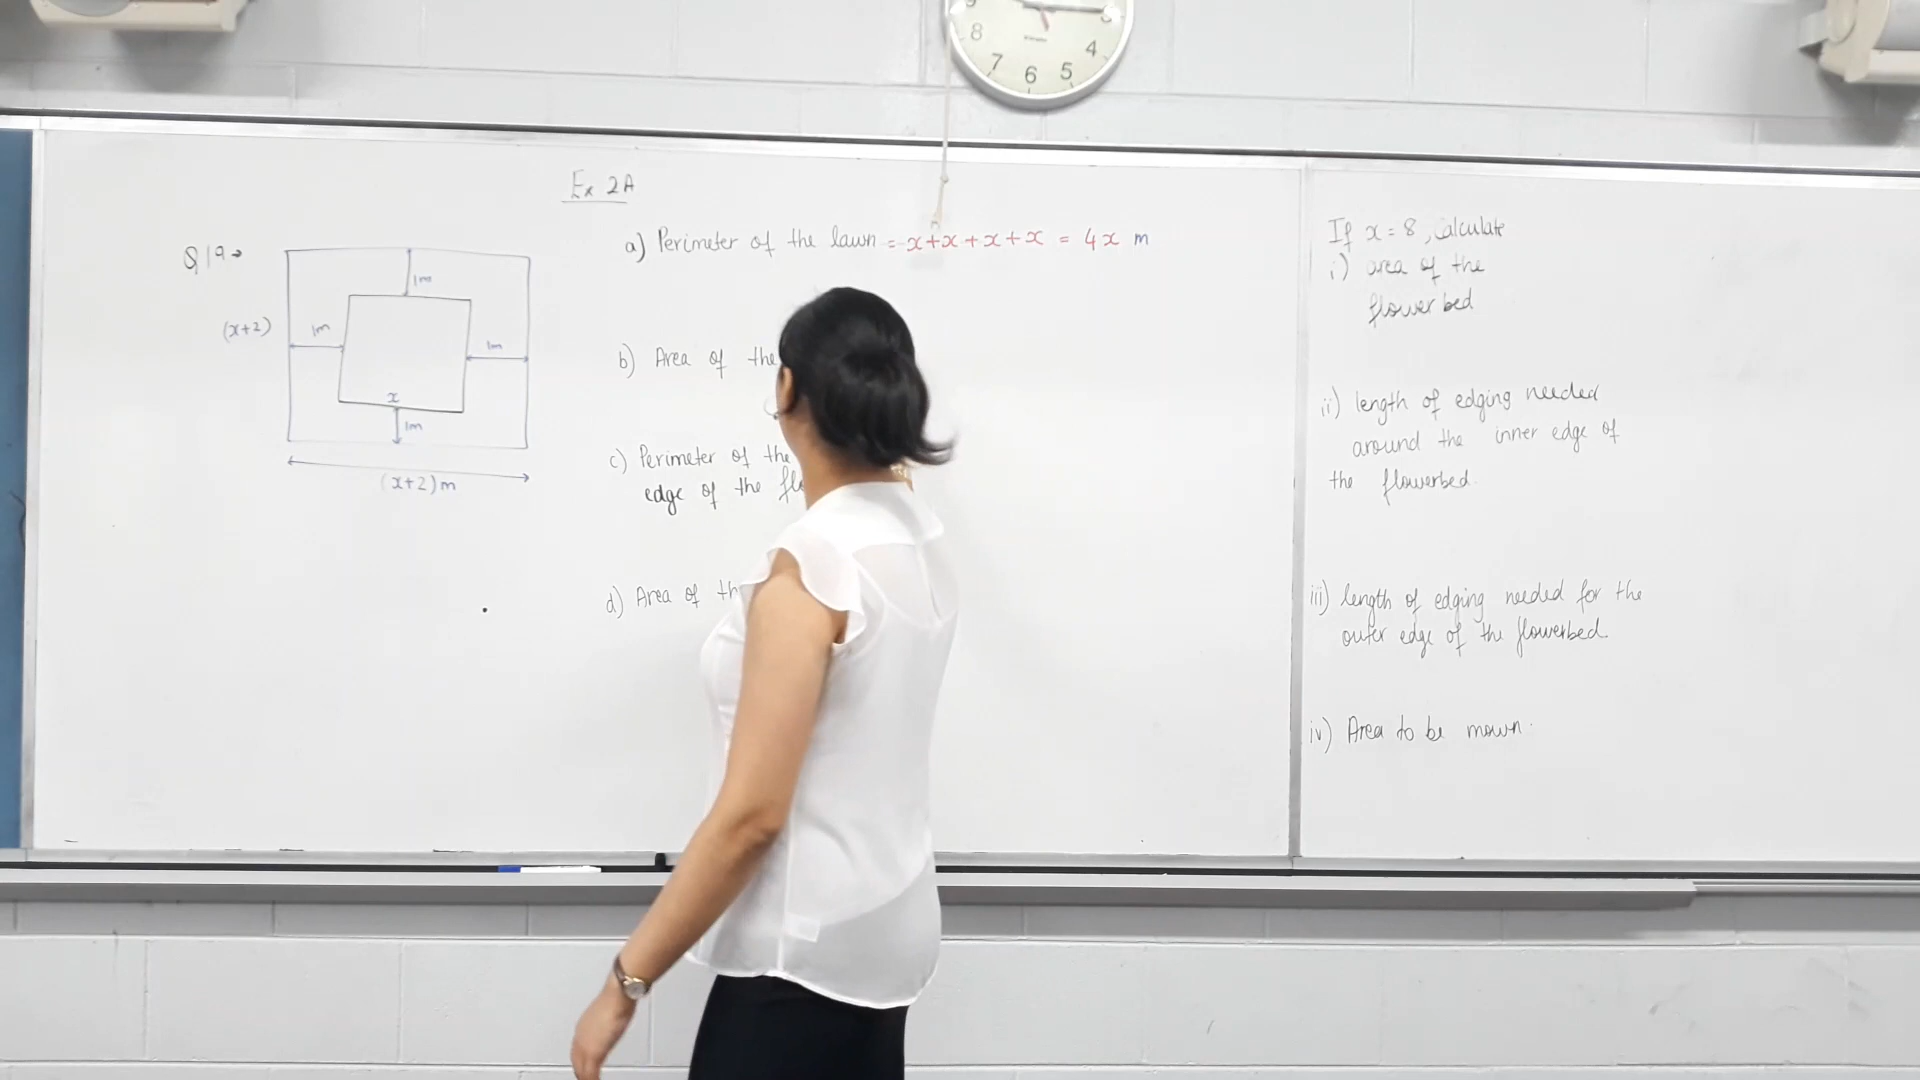 8
7
6
5
4
Ex 2A
Q19
1m
(x+2)
1m
1m
x
1m
(x+2)m
a) Perimeter of the lawn = x+x+x+x = 4x m
b) Area of the
c) Perimeter of the
edge of the
d) Area of
If x = 8, Calculate
i) area of the
flower bed
ii) length of edging needed
around the inner edge of
the flowerbed.
iii) length of edging needed for the
outer edge of the flowerbed.
iv) Area to be mown.